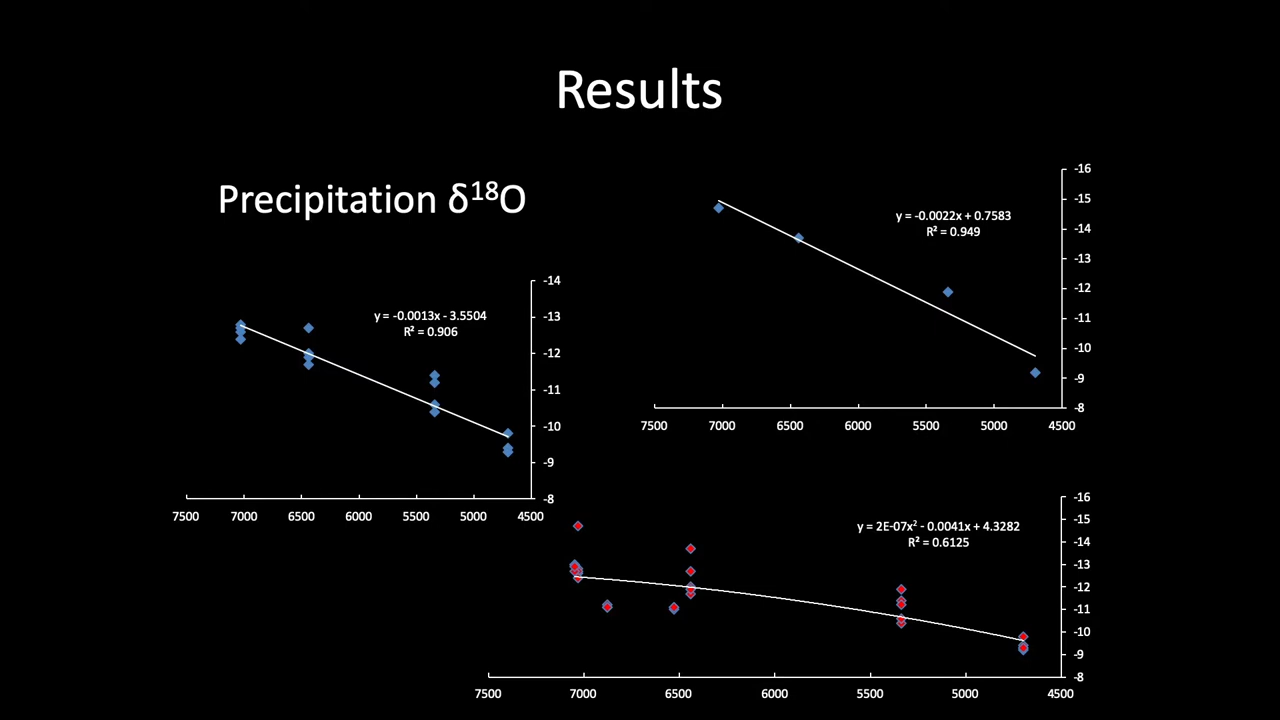 Results
Precipitation δ¹⁸O
y = -0.0013x - 3.5504
R² = 0.906
-14
-13
-12
-11
-10
-9
-8
7500 7000 6500 6000 5500 5000 4500
y = -0.0022x + 0.7583
R² = 0.949
-16
-15
-14
-13
-12
-11
-10
-9
-8
7500 7000 6500 6000 5500 5000 4500
y = 2E-07x² - 0.0041x + 4.3282
R² = 0.6125
-16
-15
-14
-13
-12
-11
-10
-9
-8
7500 7000 6500 6000 5500 5000 4500